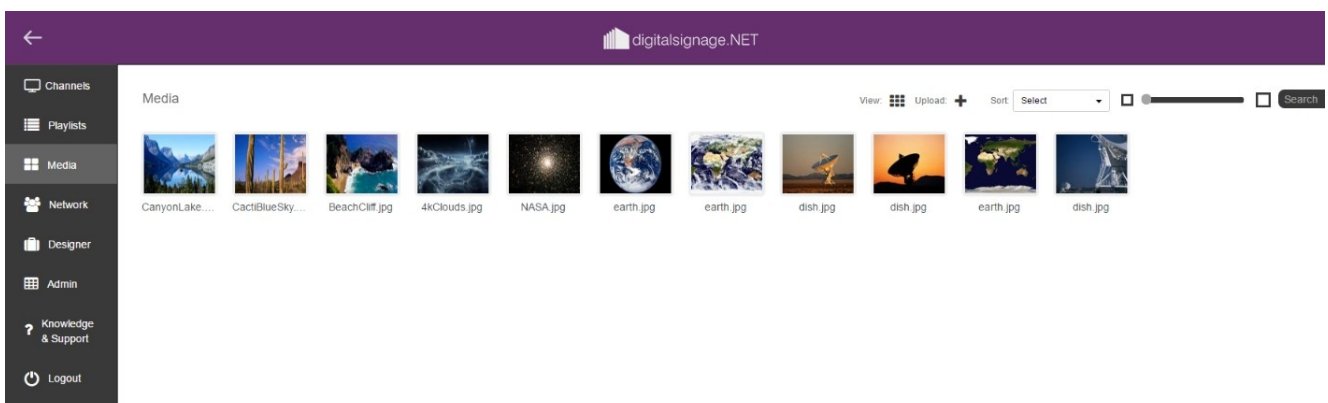 digitalsignage.NET
Channels
Playlists
Media
Network
Designer
Admin
Knowledge
& Support
Logout
Media
View: Upload: Sort: Select Search
CanyonLake.... CactiBlueSky.... BeachCliff.jpg 4kClouds.jpg NASA.jpg earth.jpg earth.jpg dish.jpg dish.jpg earth.jpg dish.jpg